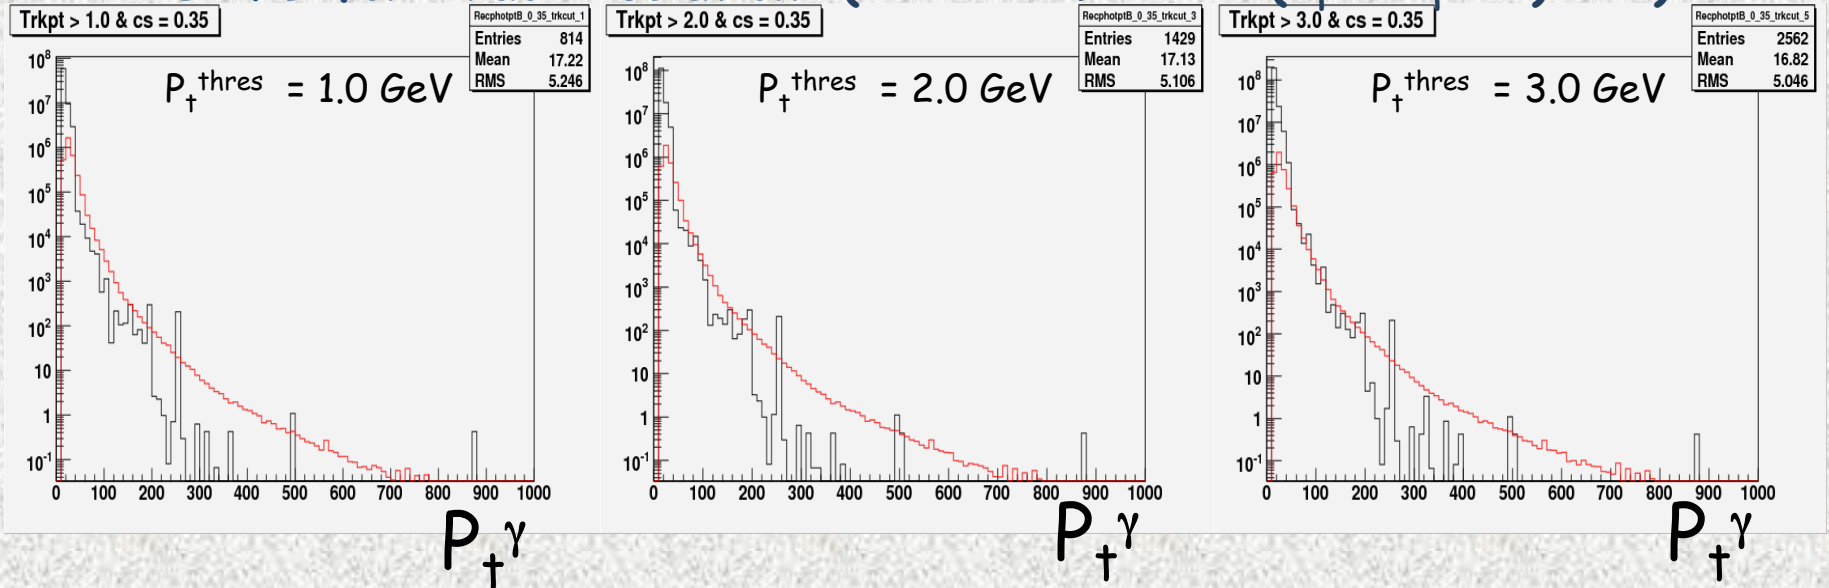 Trkpt > 1.0 & cs = 0.35
RecphotptB_0_35_trkcut_1
Entries 814
Mean 17.22
RMS 5.246
P_t^thres = 1.0 GeV
10^8
10^7
10^6
10^5
10^4
10^3
10^2
10
1
10^-1
0 100 200 300 400 500 600 700 800 900 1000
P_t^γ
Trkpt > 2.0 & cs = 0.35
RecphotptB_0_35_trkcut_3
Entries 1429
Mean 17.13
RMS 5.106
P_t^thres = 2.0 GeV
10^8
10^7
10^6
10^5
10^4
10^3
10^2
10
1
10^-1
0 100 200 300 400 500 600 700 800 900 1000
P_t^γ
Trkpt > 3.0 & cs = 0.35
RecphotptB_0_35_trkcut_5
Entries 2562
Mean 16.82
RMS 5.046
P_t^thres = 3.0 GeV
10^8
10^7
10^6
10^5
10^4
10^3
10^2
10
1
10^-1
0 100 200 300 400 500 600 700 800 900 1000
P_t^γ